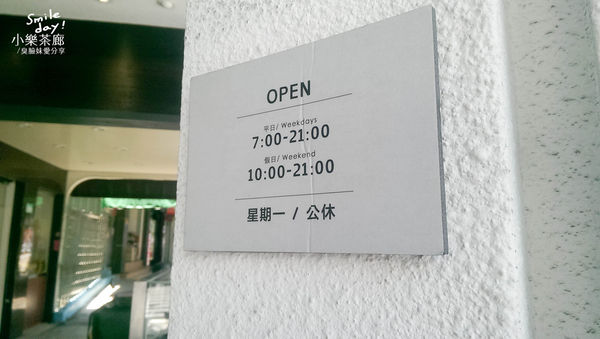 Smile
day!
小樂茶廊
/臭臉妹愛分享
OPEN
平日/ Weekdays
7:00-21:00
假日/ Weekend
10:00-21:00
星期一 / 公休